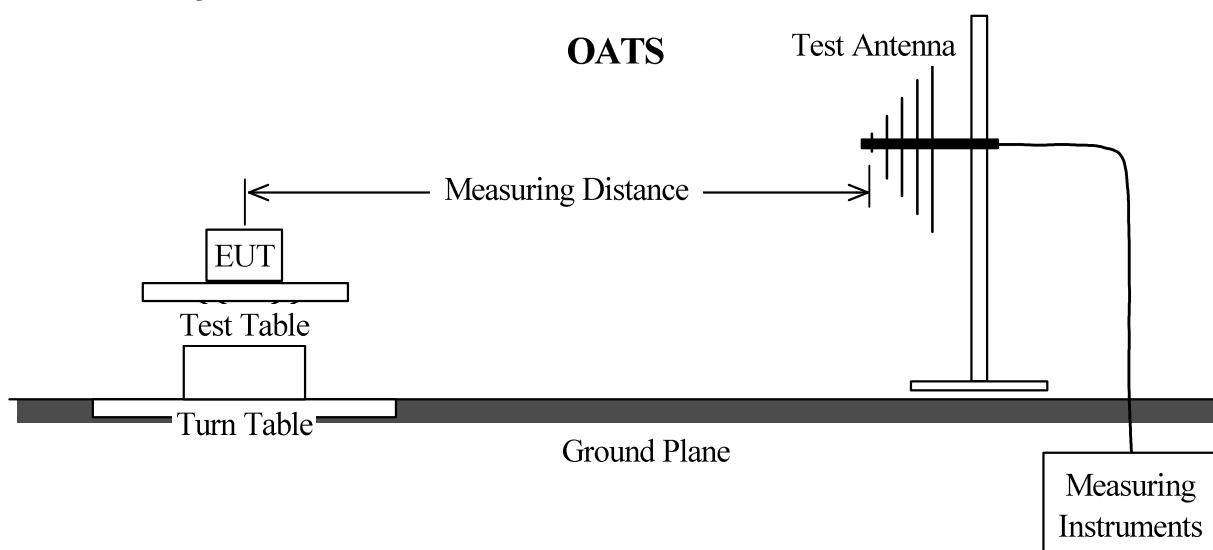 OATS
Test Antenna
Measuring Distance
EUT
Test Table
Turn Table
Ground Plane
Measuring
Instruments